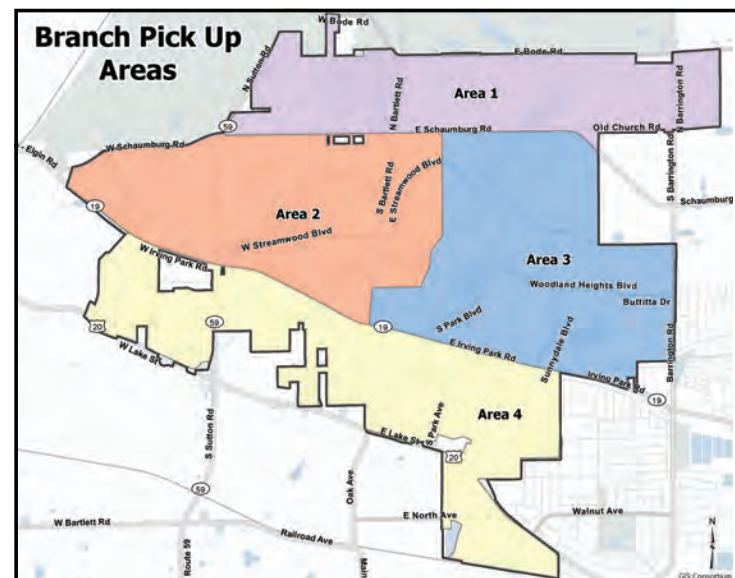 Branch Pick Up
Areas
W Bode Rd
E Bode Rd
N Sutton Rd
N Bartlett Rd
Area 1
N Barrington Rd
59
E Schaumburg Rd
Old Church Rd
W Schaumburg Rd
- Elgin Rd
S Bartlett Rd
E Streamwood Blvd
S Barrington Rd
Schaumburg
19
Area 2
W Streamwood Blvd
Area 3
W Irving Park Rd
Woodland Heights Blvd
Buttitta Dr
20
59
19
S Park Blvd
E Irving Park Rd
Sunnydale Blvd
Barrington Rd
W Lake St
Irving Park Rd
19
Area 4
S Sutton Rd
E Lake St
S Park Ave
20
Oak Ave
59
W Bartlett Rd
E North Ave
Walnut Ave
Railroad Ave
Route 59
Main
N
GIS Consortium